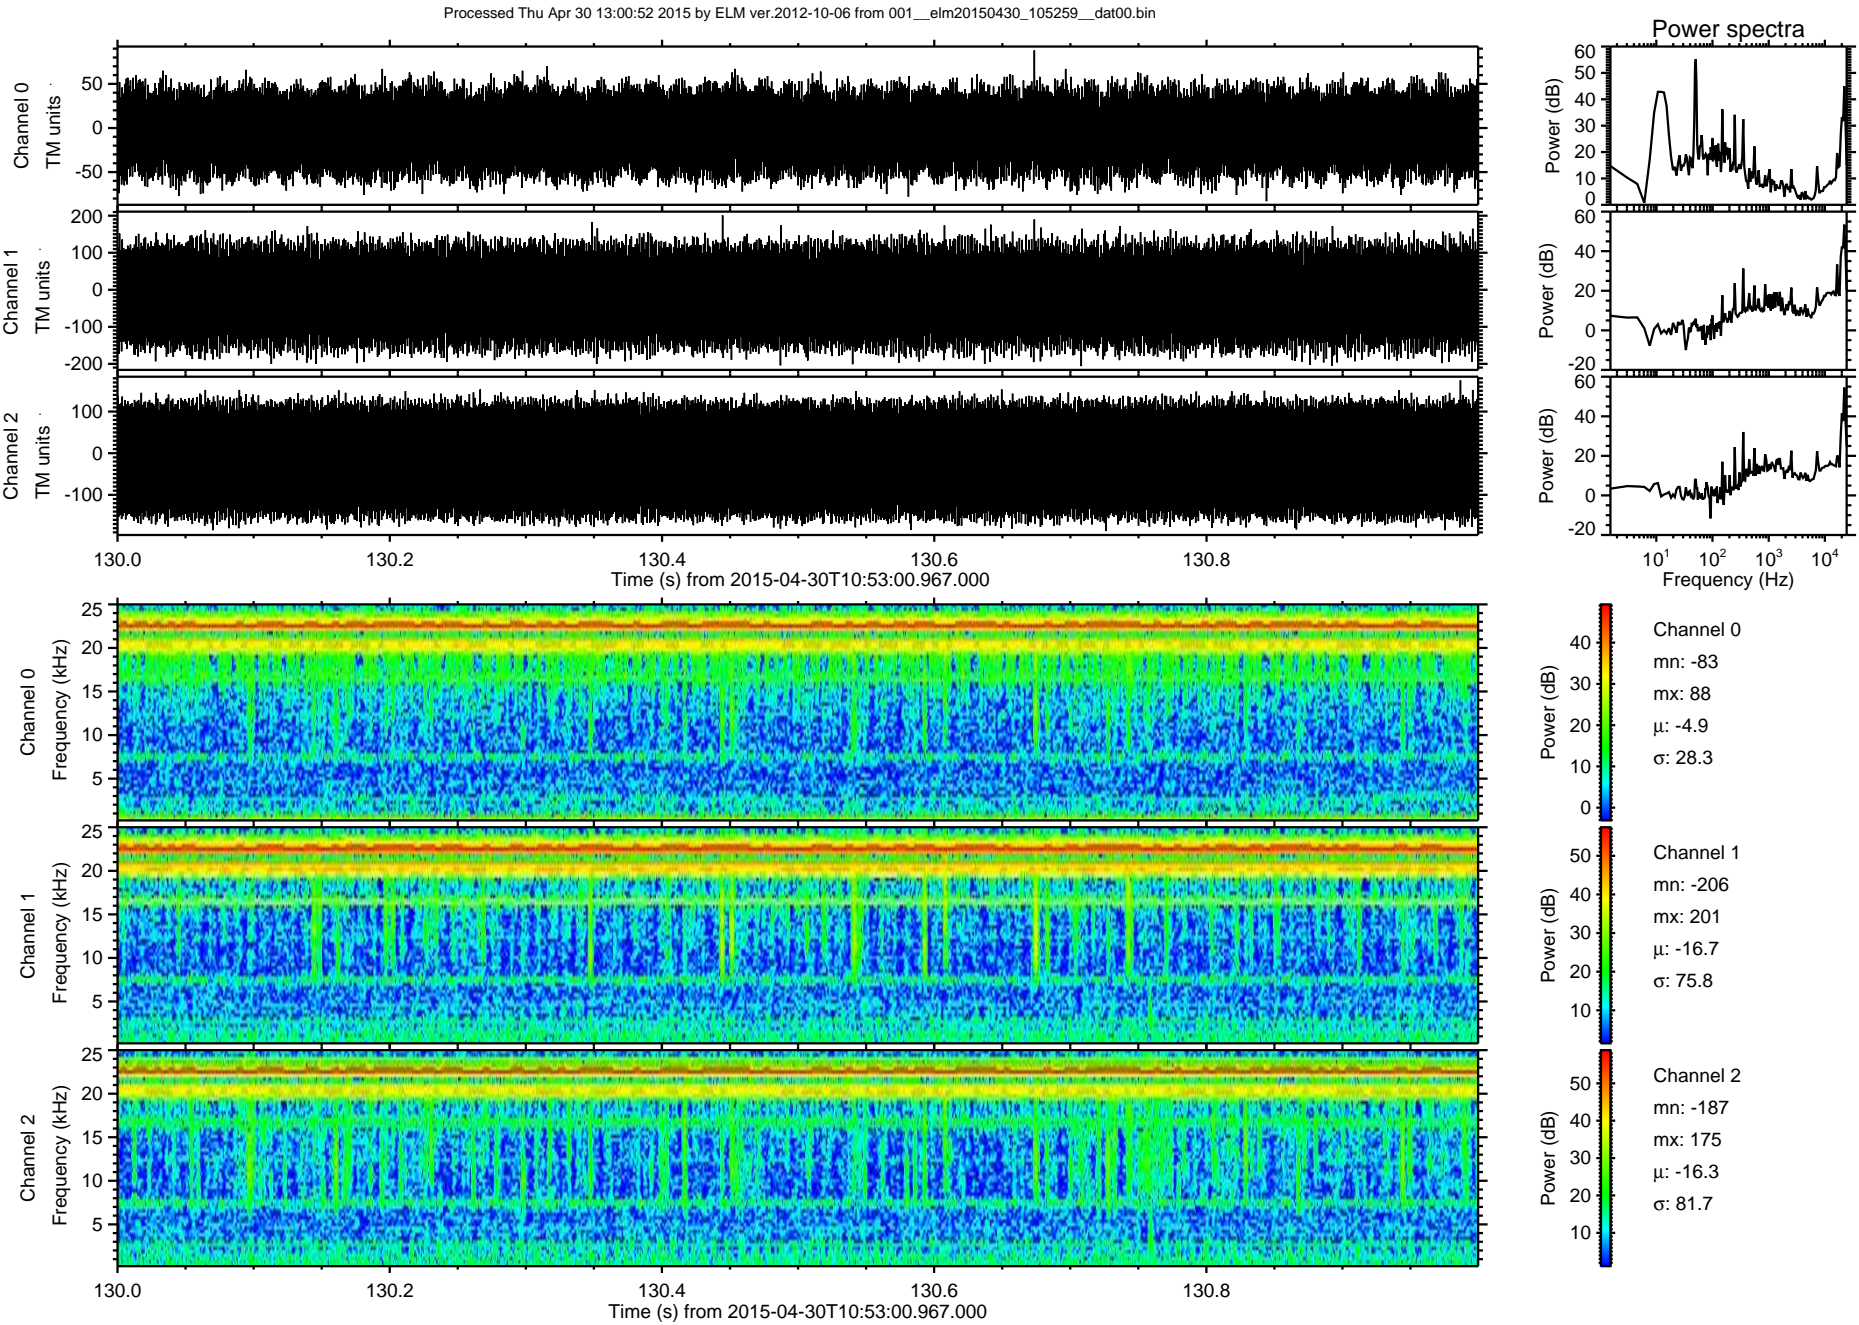 Processed Thu Apr 30 13:00:52 2015 by ELM ver.2012-10-06 from 001__elm20150430_105259__dat00.bin
Power spectra
Channel 0
TM units
50
0
-50
Power (dB)
60
50
40
30
20
10
0
Channel 1
TM units
200
100
0
-100
-200
Power (dB)
60
40
20
0
-20
Channel 2
TM units
100
0
-100
Power (dB)
60
40
20
0
-20
130.0 130.2 130.4 130.6 130.8
Time (s) from 2015-04-30T10:53:00.967.000
10^1 10^2 10^3 10^4
Frequency (Hz)
Channel 0
Frequency (kHz)
25
20
15
10
5
Power (dB)
40
30
20
10
0
Channel 0
mn: -83
mx: 88
μ: -4.9
σ: 28.3
Channel 1
Frequency (kHz)
25
20
15
10
5
Power (dB)
50
40
30
20
10
Channel 1
mn: -206
mx: 201
μ: -16.7
σ: 75.8
Channel 2
Frequency (kHz)
25
20
15
10
5
Power (dB)
50
40
30
20
10
Channel 2
mn: -187
mx: 175
μ: -16.3
σ: 81.7
130.0 130.2 130.4 130.6 130.8
Time (s) from 2015-04-30T10:53:00.967.000